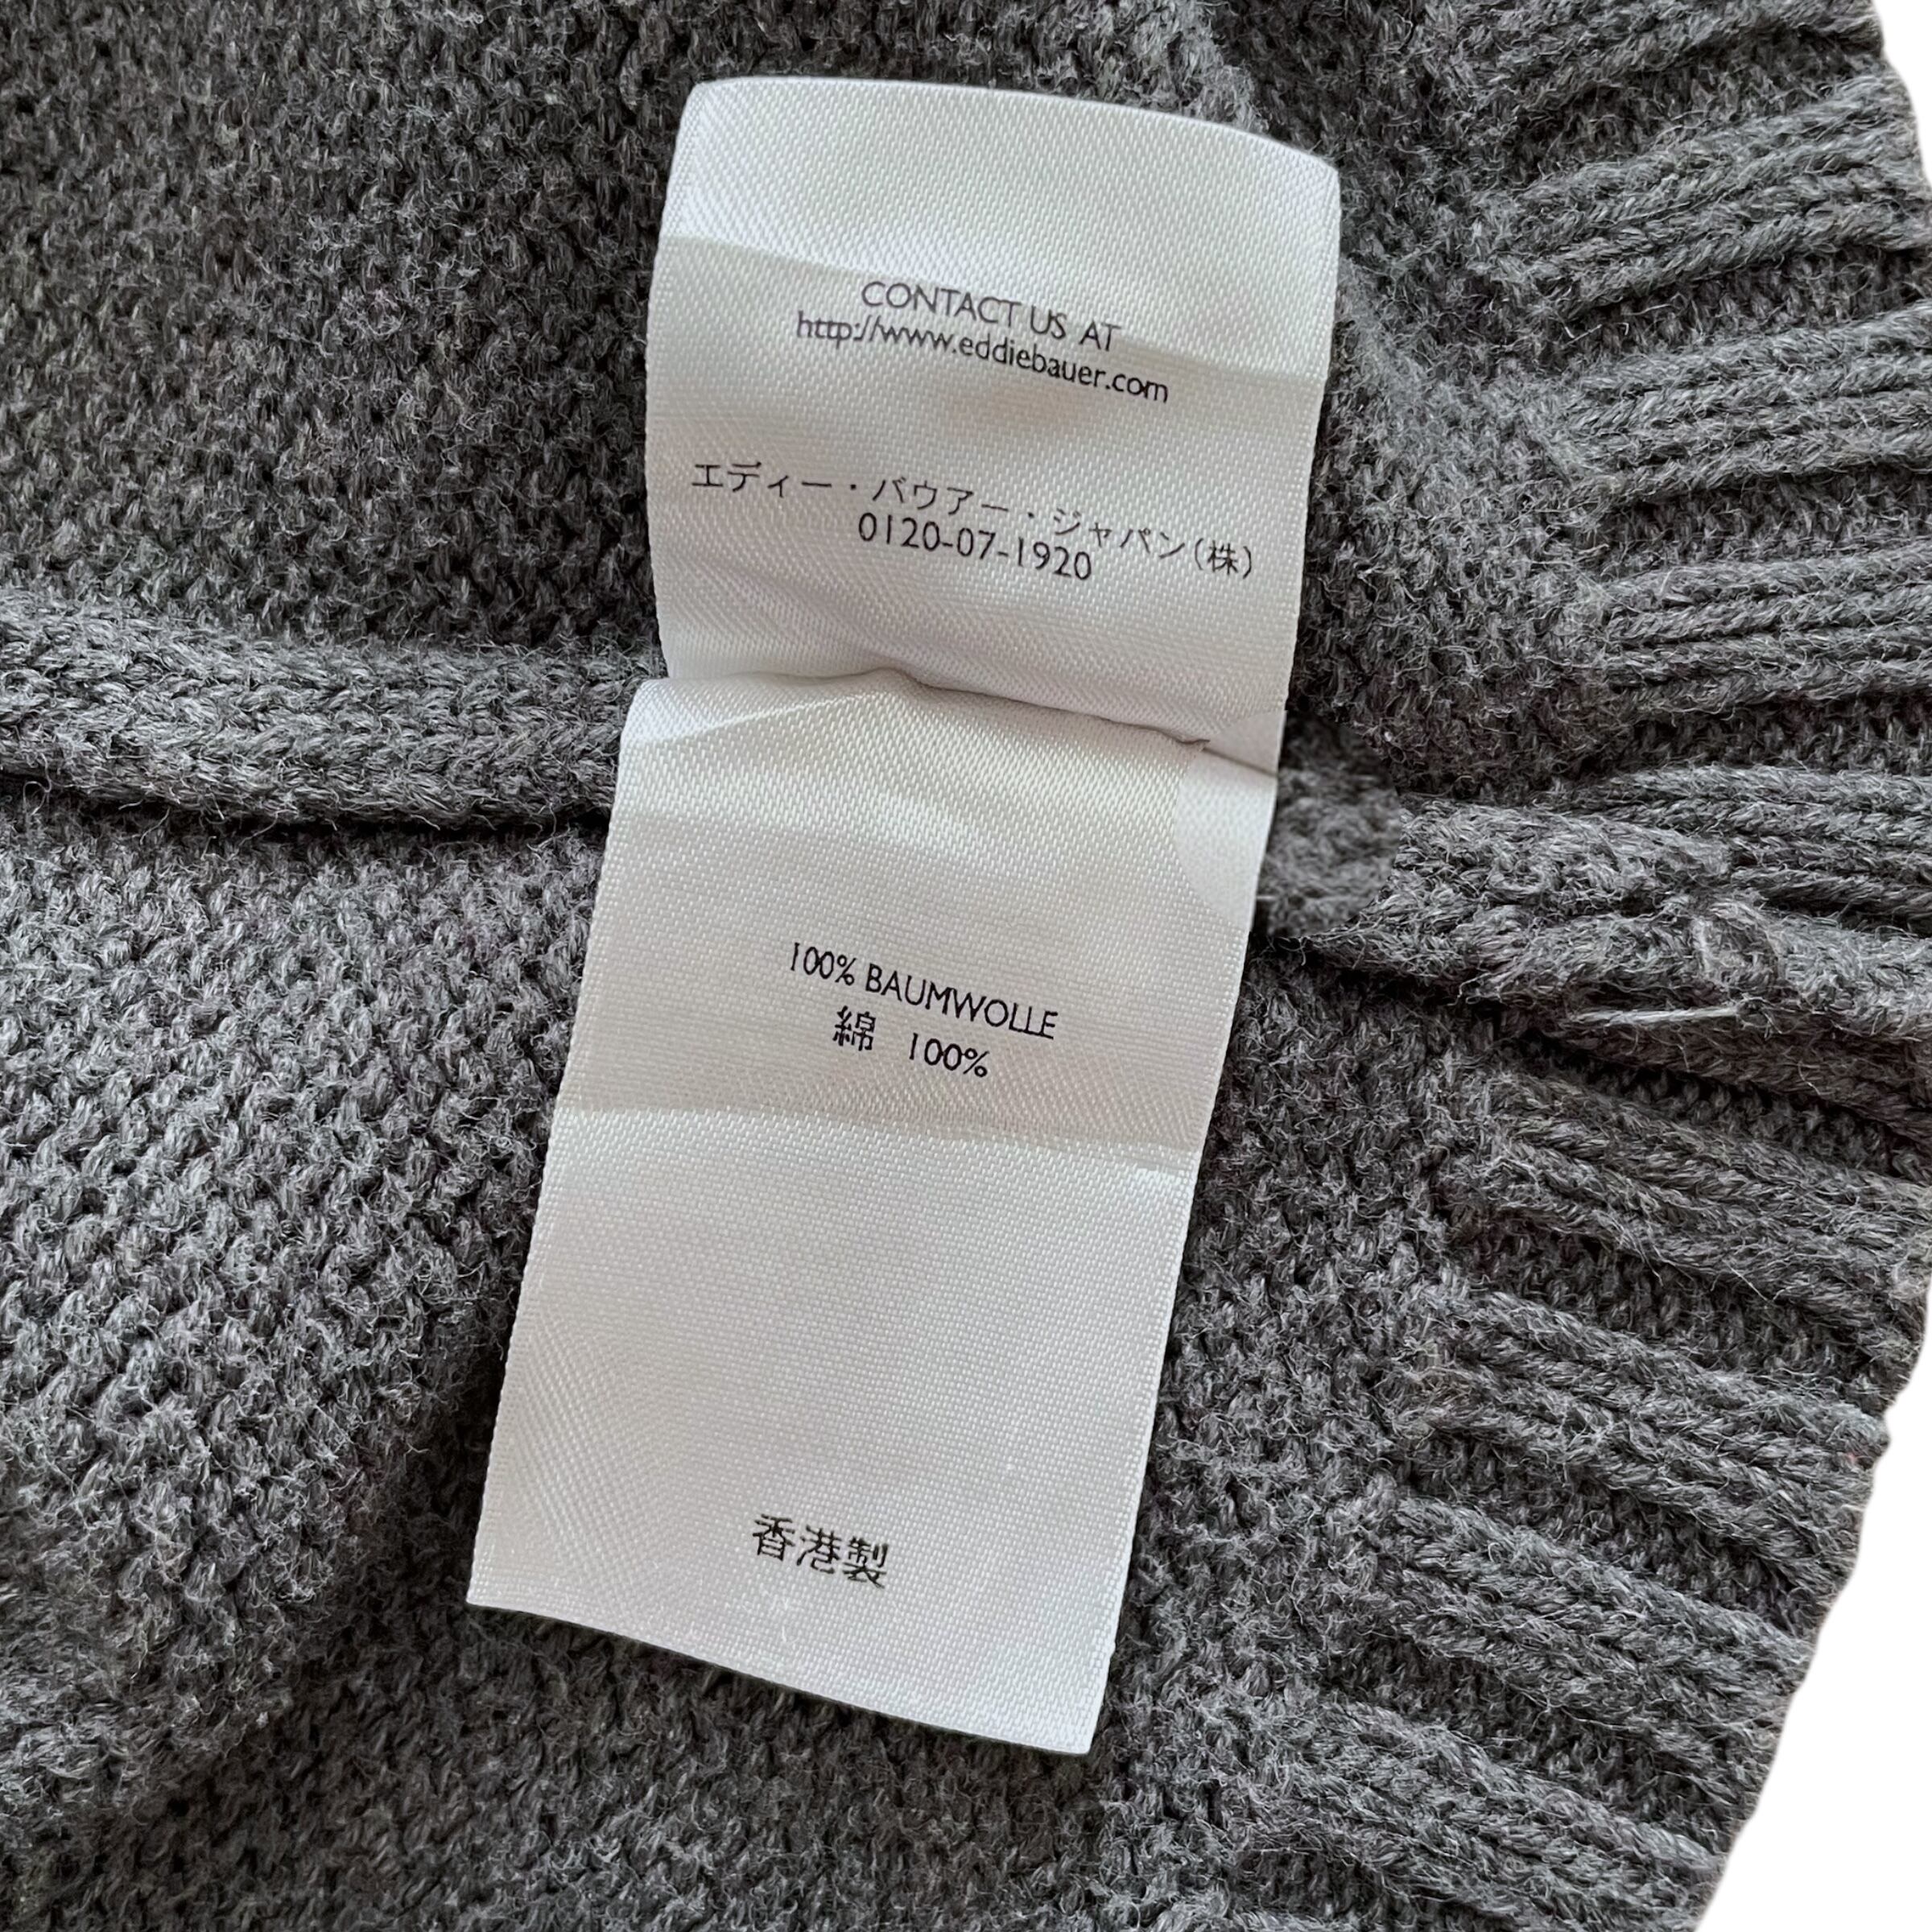 CONTACT US AT
http://www.eddiebauer.com
エディー・バウアー・ジャパン(株)
0120-07-1920
100% BAUMWOLLE
綿 100%
香港製